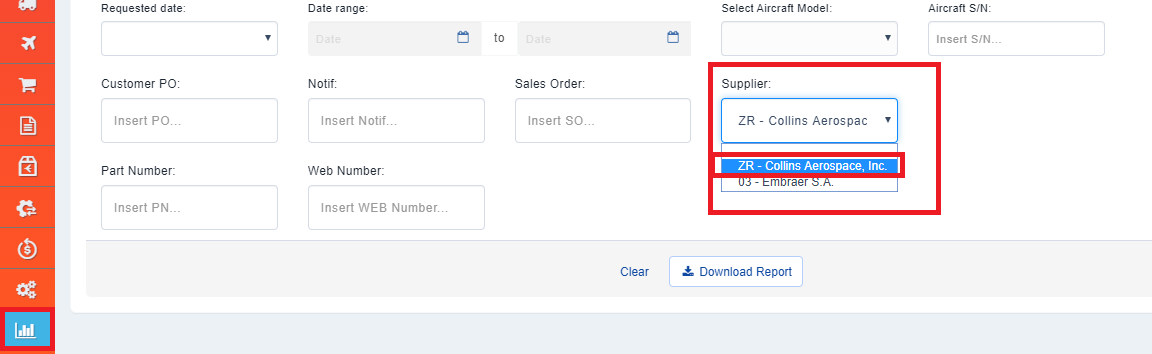 Requested date: Date range: Select Aircraft Model: Aircraft S/N:
Date to Date Insert S/N...
Customer PO: Notif: Sales Order: Supplier:
Insert PO... Insert Notif... Insert SO... ZR - Collins Aerospac
ZR - Collins Aerospace, Inc.
03 - Embraer S.A.
Part Number: Web Number:
Insert PN... Insert WEB Number...
Clear Download Report